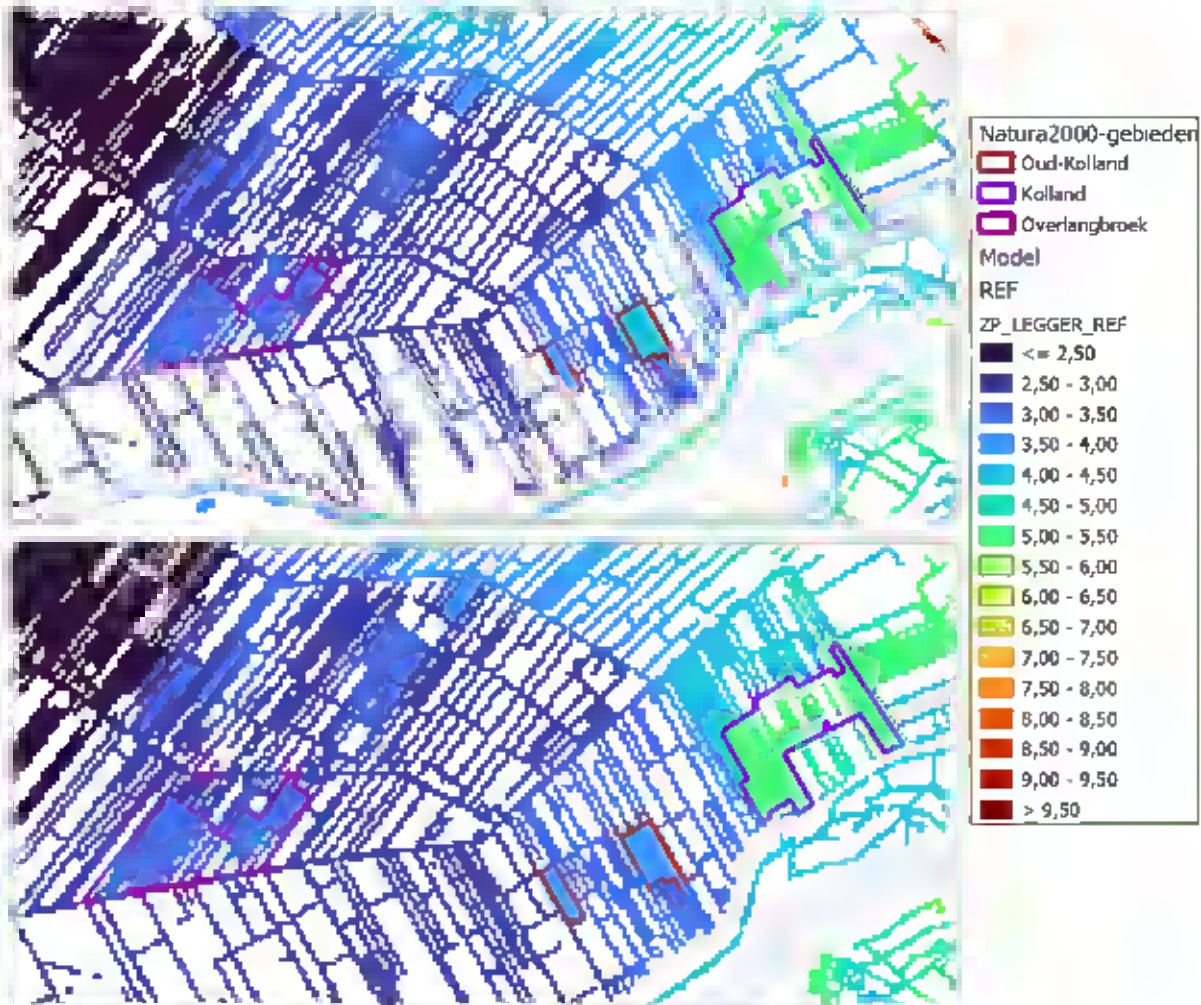 Natura2000-gebieden
Oud-Kolland
Kolland
Overlangbroek
Model
REF
ZP_LEGGER_REF
<= 2,50
2,50 - 3,00
3,00 - 3,50
3,50 - 4,00
4,00 - 4,50
4,50 - 5,00
5,00 - 5,50
5,50 - 6,00
6,00 - 6,50
6,50 - 7,00
7,00 - 7,50
7,50 - 8,00
8,00 - 8,50
8,50 - 9,00
9,00 - 9,50
> 9,50